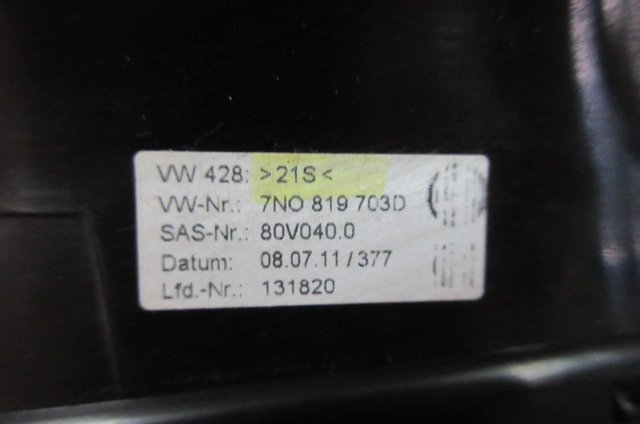 VW 428: >21S<
VW-Nr.: 7NO 819 703D
SAS-Nr.: 80V040.0
Datum: 08.07.11 / 377
Lfd.-Nr.: 131820